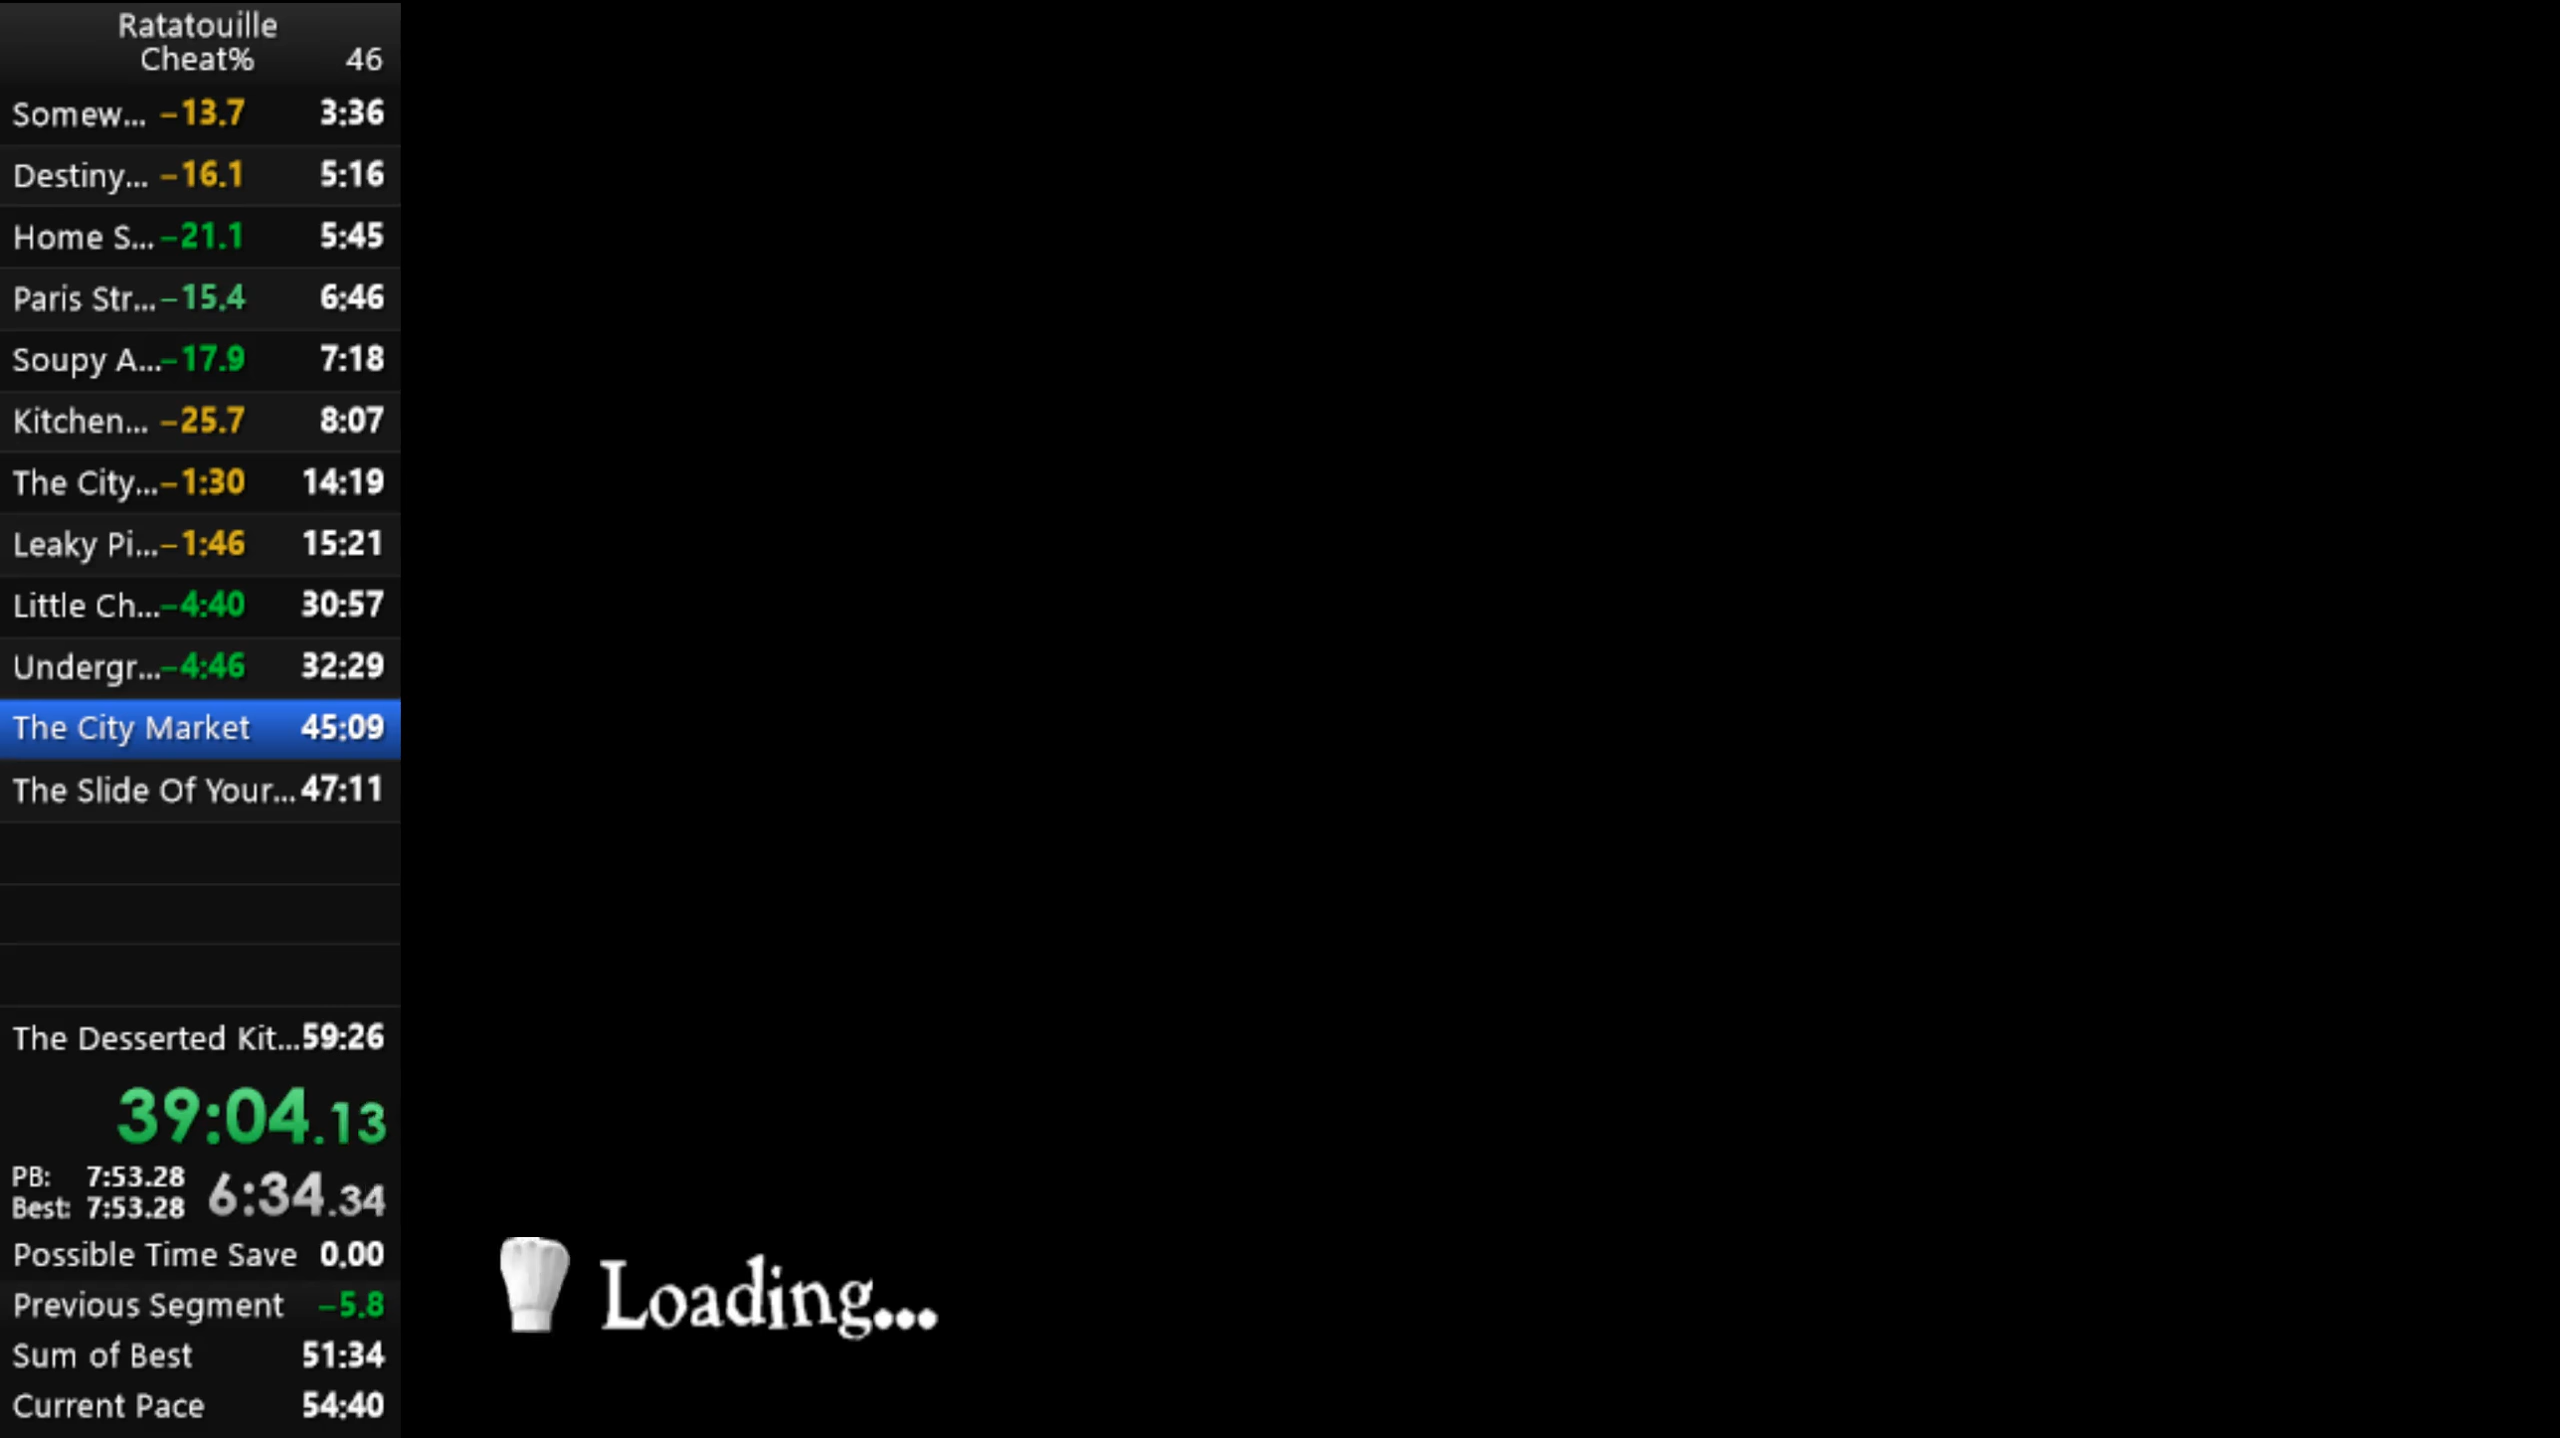 Ratatouille
Cheat% 46
Somew... −13.7 3:36
Destiny... −16.1 5:16
Home S... −21.1 5:45
Paris Str... −15.4 6:46
Soupy A... −17.9 7:18
Kitchen... −25.7 8:07
The City... −1:30 14:19
Leaky Pi... −1:46 15:21
Little Ch... −4:40 30:57
Undergr... −4:46 32:29
The City Market 45:09
The Slide Of Your... 47:11
The Desserted Kit... 59:26
39:04.13
PB: 7:53.28 6:34.34
Best: 7:53.28
Possible Time Save 0.00
Previous Segment −5.8
Sum of Best 51:34
Current Pace 54:40
Loading...